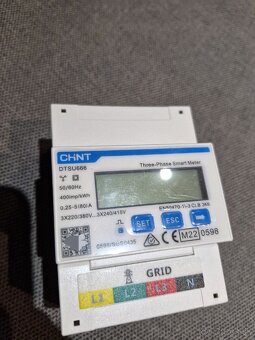 CHNT
DTSU666
Three-Phase Smart Meter
50/60Hz
400imp/kWh
0,25-5(80)A
3X220/380V...3X240/415V
SET
ESC
CE M22 0598
GRID
L1
L2
L3
N